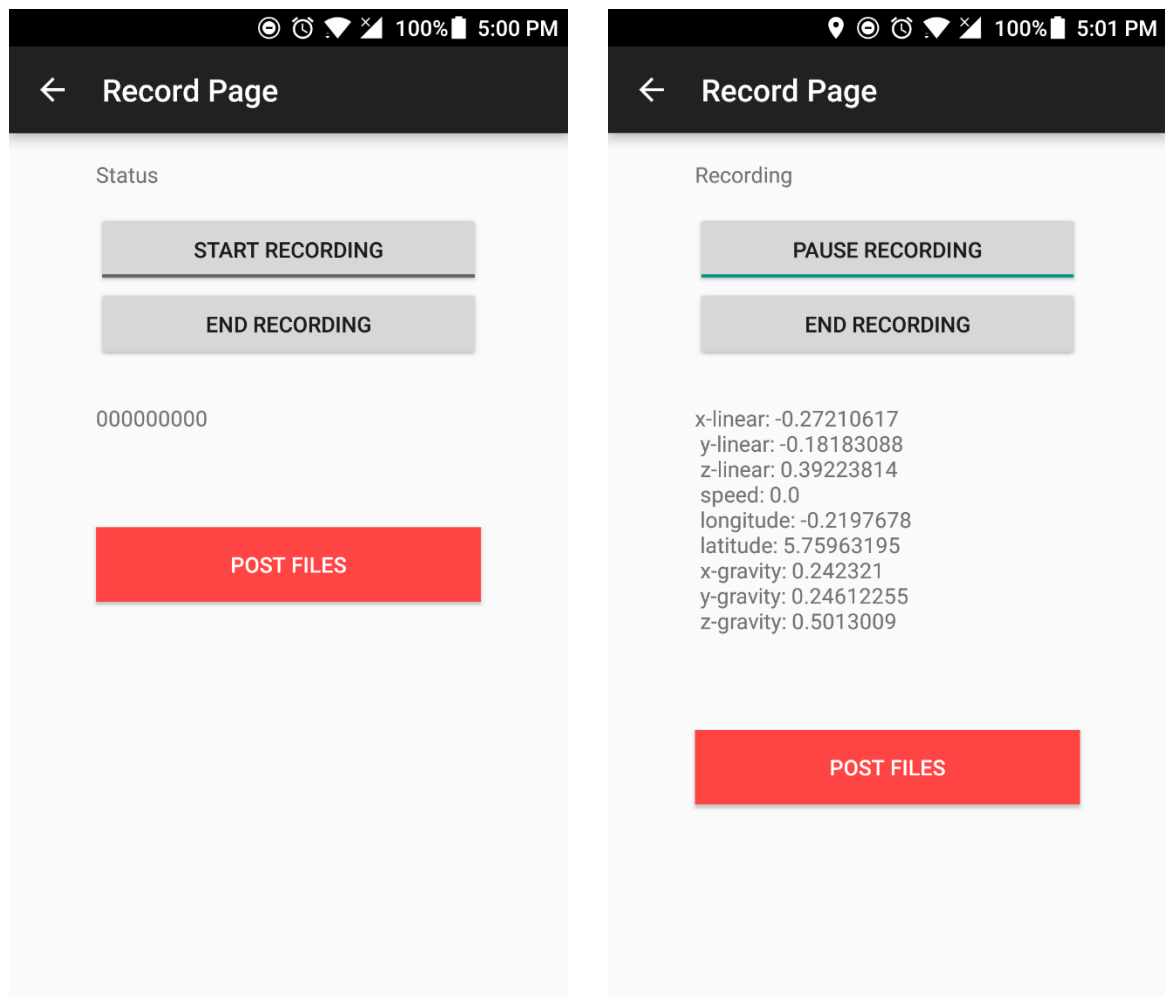 100% 5:00 PM
Record Page
Status
START RECORDING
END RECORDING
000000000
POST FILES
100% 5:01 PM
Record Page
Recording
PAUSE RECORDING
END RECORDING
x-linear: -0.27210617
y-linear: -0.18183088
z-linear: 0.39223814
speed: 0.0
longitude: -0.2197678
latitude: 5.75963195
x-gravity: 0.242321
y-gravity: 0.24612255
z-gravity: 0.5013009
POST FILES